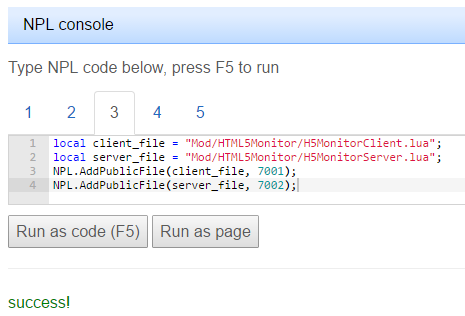 NPL console
Type NPL code below, press F5 to run
1 2 3 4 5
1 local client_file = "Mod/HTML5Monitor/H5MonitorClient.lua";
2 local server_file = "Mod/HTML5Monitor/H5MonitorServer.lua";
3 NPL.AddPublicFile(client_file, 7001);
4 NPL.AddPublicFile(server_file, 7002);
Run as code (F5) Run as page
success!